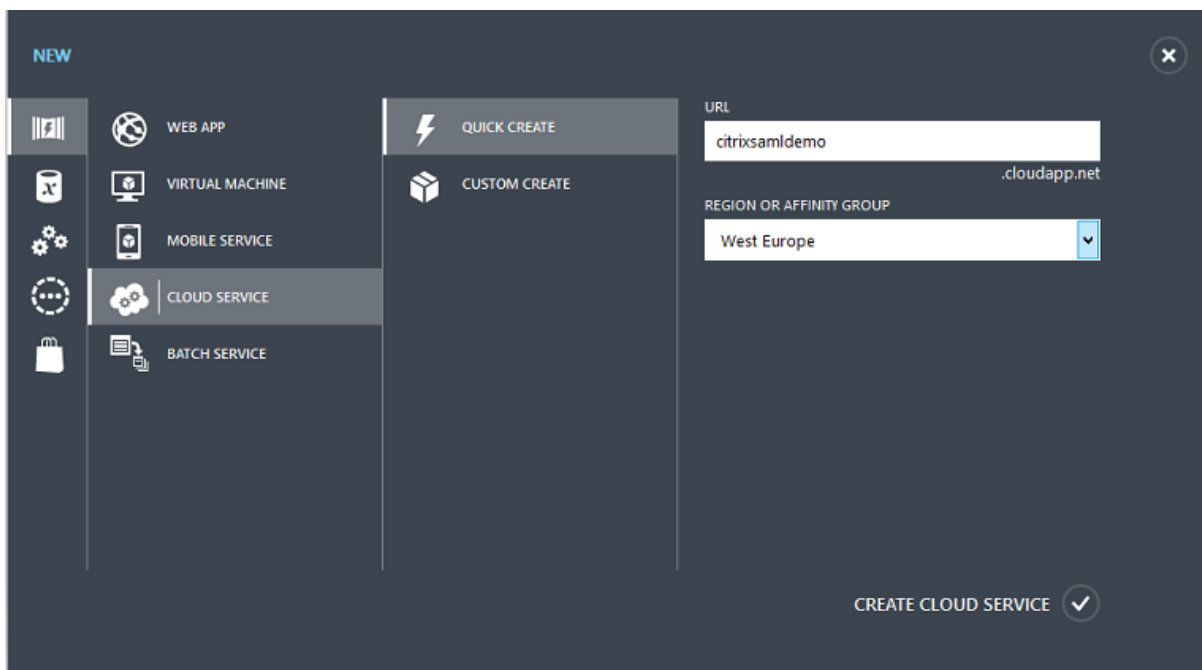 NEW
WEB APP
VIRTUAL MACHINE
MOBILE SERVICE
CLOUD SERVICE
BATCH SERVICE
QUICK CREATE
CUSTOM CREATE
URL
citrixsamldemo
.cloudapp.net
REGION OR AFFINITY GROUP
West Europe
CREATE CLOUD SERVICE